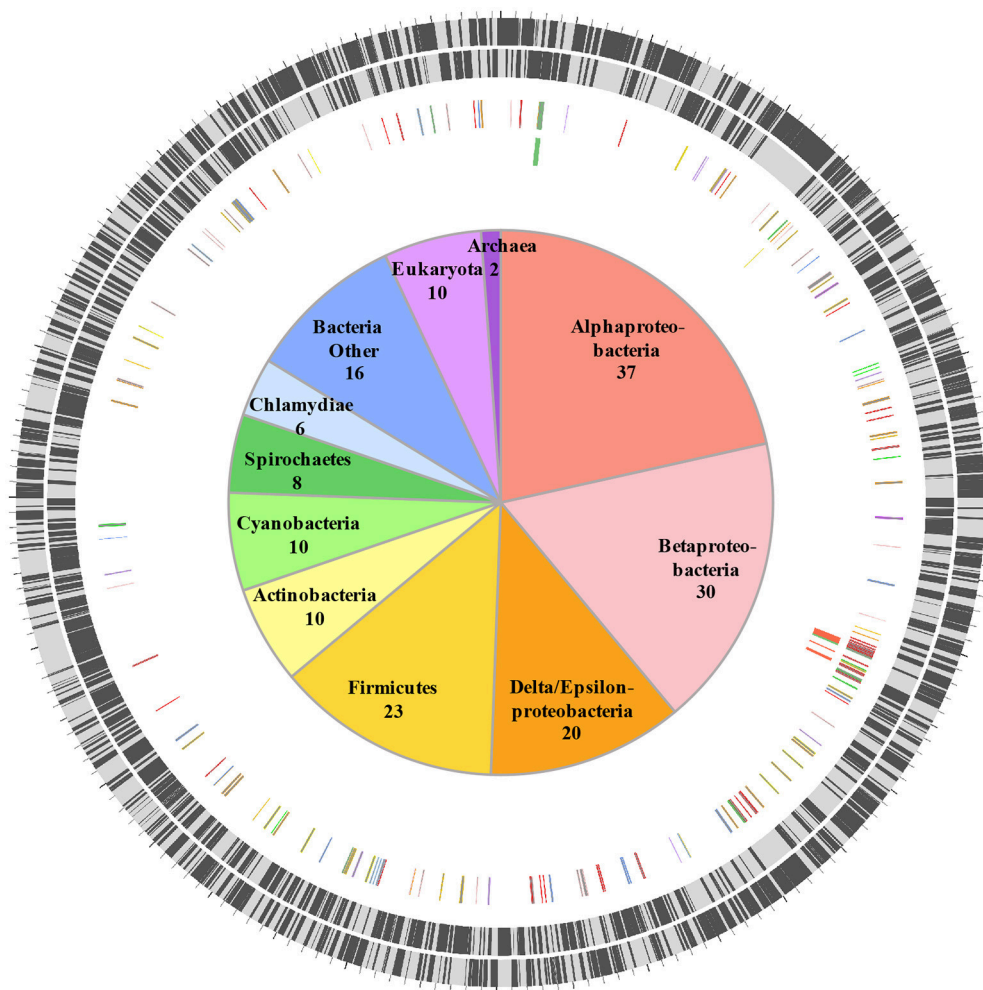 Archaea
2
Eukaryota
10
Alphaproteo-
bacteria
37
Bacteria
Other
16
Chlamydiae
6
Spirochaetes
8
Cyanobacteria
10
Betaproteo-
bacteria
30
Actinobacteria
10
Firmicutes
23
Delta/Epsilon-
proteobacteria
20